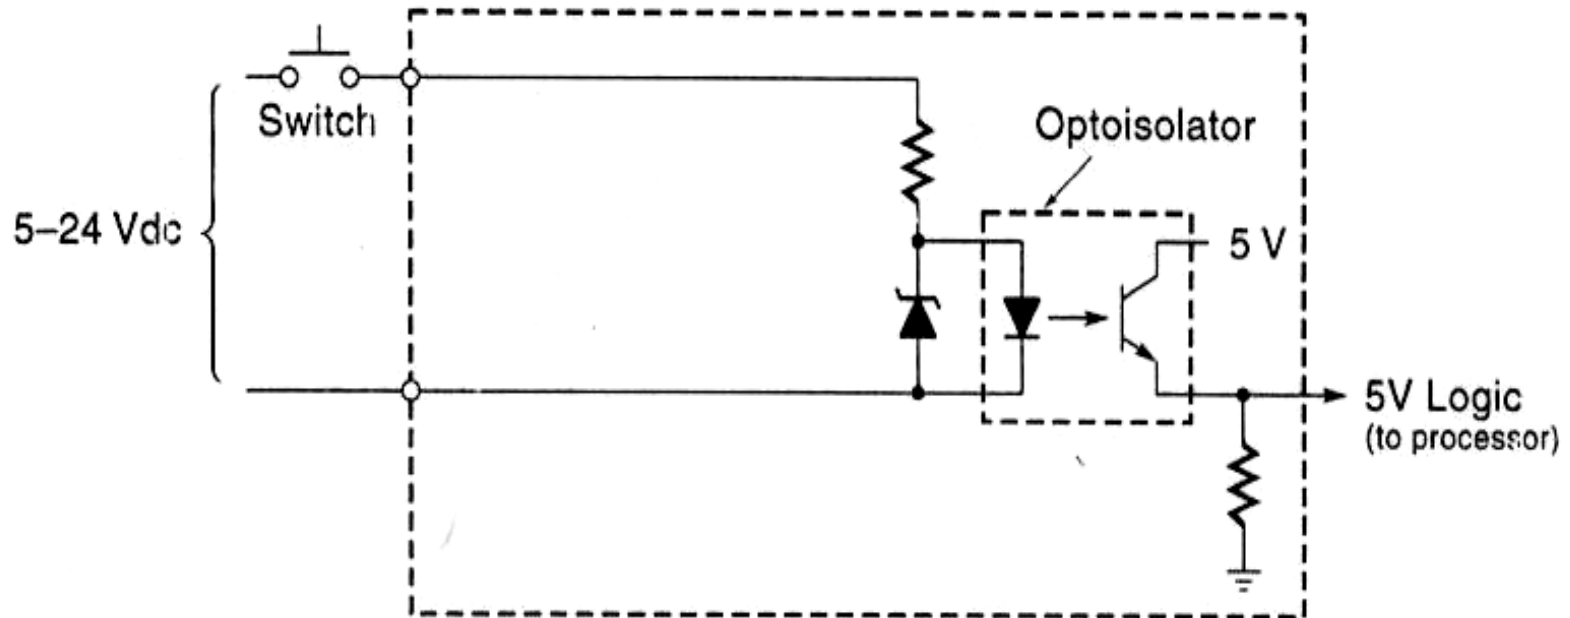 Switch
Optoisolator
5–24 Vdc
5 V
5V Logic
(to processor)